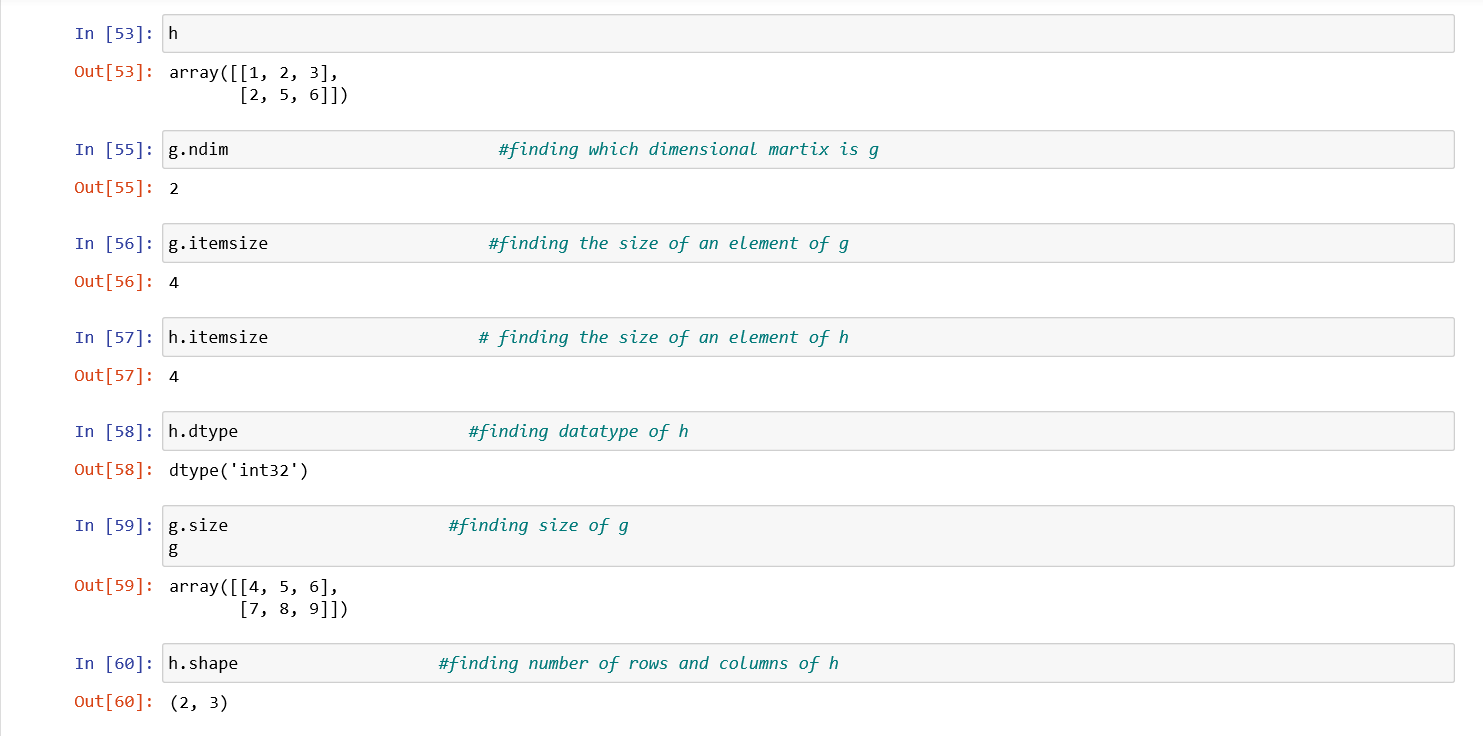 In [53]: h
Out[53]: array([[1, 2, 3],
       [2, 5, 6]])
In [55]: g.ndim                           #finding which dimensional martix is g
Out[55]: 2
In [56]: g.itemsize                      #finding the size of an element of g
Out[56]: 4
In [57]: h.itemsize                     # finding the size of an element of h
Out[57]: 4
In [58]: h.dtype                       #finding datatype of h
Out[58]: dtype('int32')
In [59]: g.size                      #finding size of g
g
Out[59]: array([[4, 5, 6],
       [7, 8, 9]])
In [60]: h.shape                    #finding number of rows and columns of h
Out[60]: (2, 3)